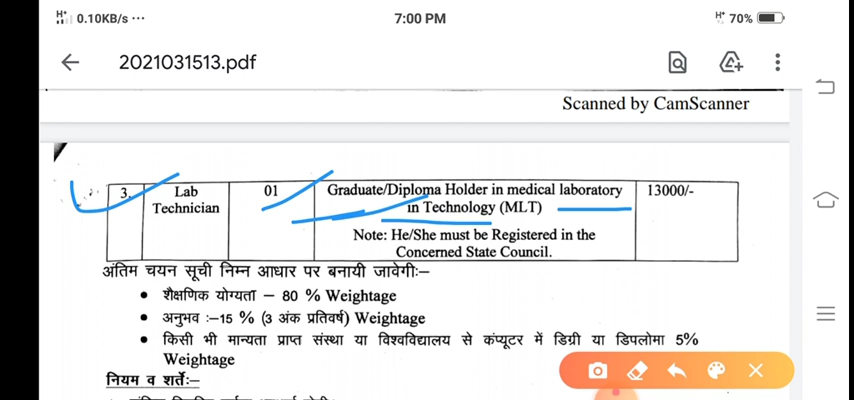 H+ 0.10KB/s ··· 7:00 PM H+ 70%
2021031513.pdf
Scanned by CamScanner
3. Lab Technician 01 Graduate/Diploma Holder in medical laboratory in Technology (MLT) 13000/-
Note: He/She must be Registered in the
Concerned State Council.
अंतिम चयन सूची निम्न आधार पर बनायी जावेगीः–
• शैक्षणिक योग्यता – 80 % Weightage
• अनुभव :–15 % (3 अंक प्रतिवर्ष) Weightage
• किसी भी मान्यता प्राप्त संस्था या विश्वविद्यालय से कंप्यूटर में डिग्री या डिपलोमा 5%
Weightage
नियम व शर्तेः–